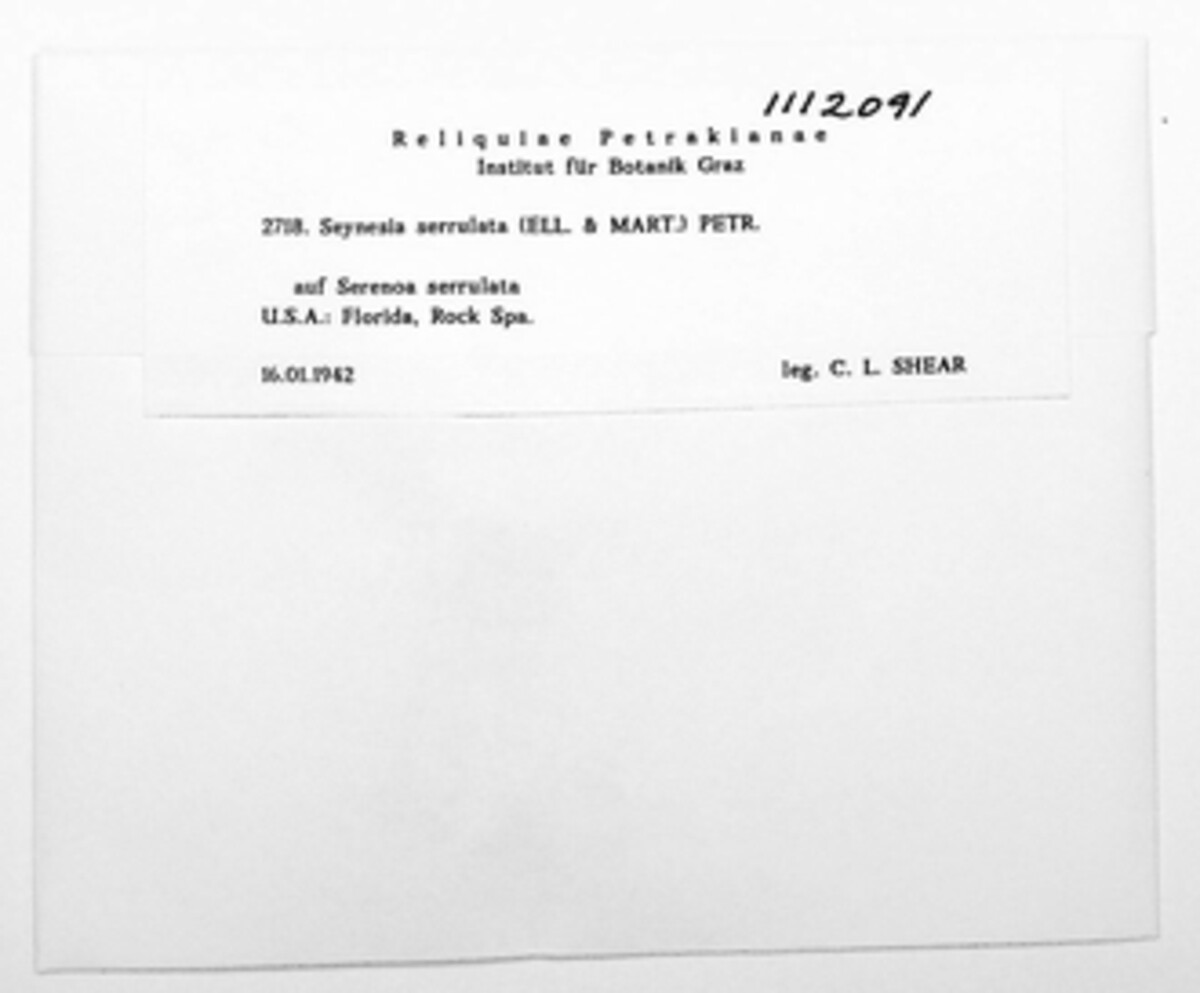 1112091
Reliquiae Petrakianae
Institut für Botanik Graz
2718. Seynesia serrulata (ELL. & MART.) PETR.
auf Serenoa serrulata
U.S.A.: Florida, Rock Spa.
16.01.1942 leg. C. L. SHEAR